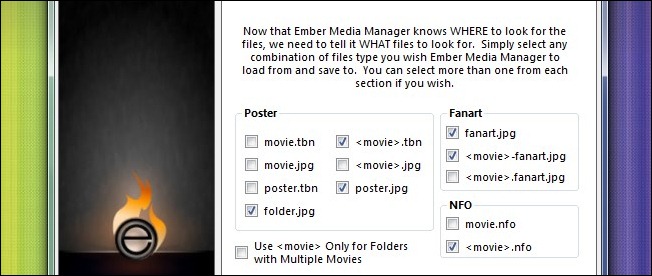 Now that Ember Media Manager knows WHERE to look for the
files, we need to tell it WHAT files to look for.  Simply select any
combination of files type you wish Ember Media Manager to
load from and save to.  You can select more than one from each
section if you wish.
Poster
movie.tbn
<movie>.tbn
movie.jpg
<movie>.jpg
poster.tbn
poster.jpg
folder.jpg
Use <movie> Only for Folders
with Multiple Movies
Fanart
fanart.jpg
<movie>-fanart.jpg
<movie>.fanart.jpg
NFO
movie.nfo
<movie>.nfo
e